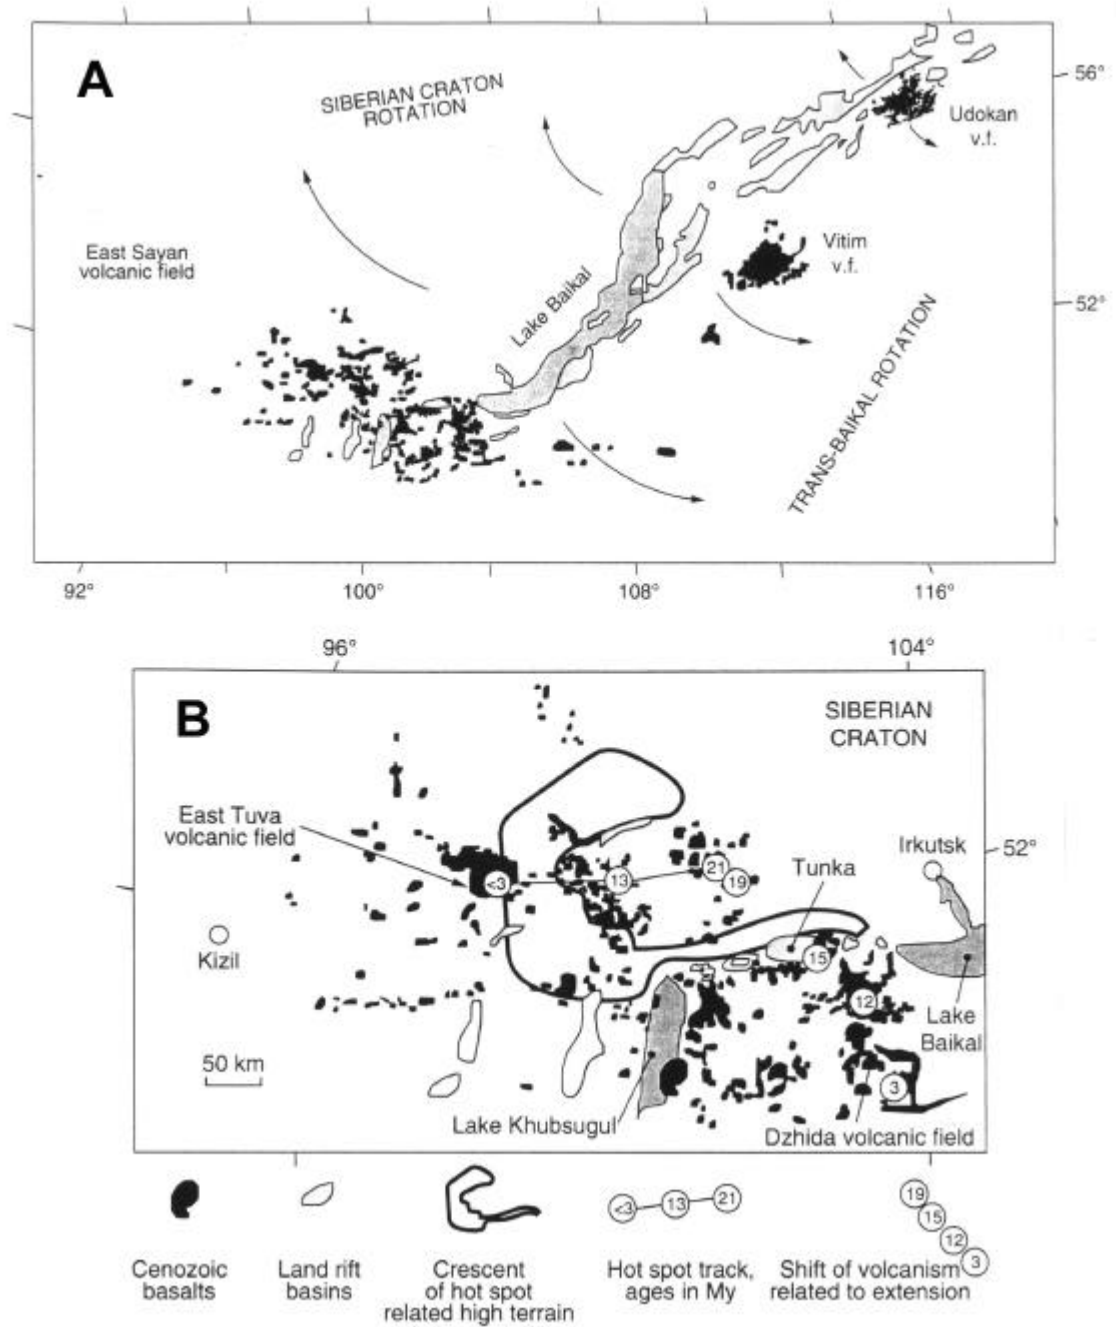 A
SIBERIAN CRATON
ROTATION
56°
Udokan
v.f.
East Sayan
volcanic field
Vitim
v.f.
Lake Baikal
52°
TRANS-BAIKAL ROTATION
92°
100°
108°
116°
96°
104°
B
SIBERIAN
CRATON
East Tuva
volcanic field
Irkutsk
52°
Tunka
<3
13
21
19
Kizil
15
12
Lake
Baikal
50 km
3
Lake Khubsugul
Dzhida volcanic field
<3
13
21
19
15
12
3
Cenozoic
basalts
Land rift
basins
Crescent
of hot spot
related high terrain
Hot spot track,
ages in My
Shift of volcanism
related to extension